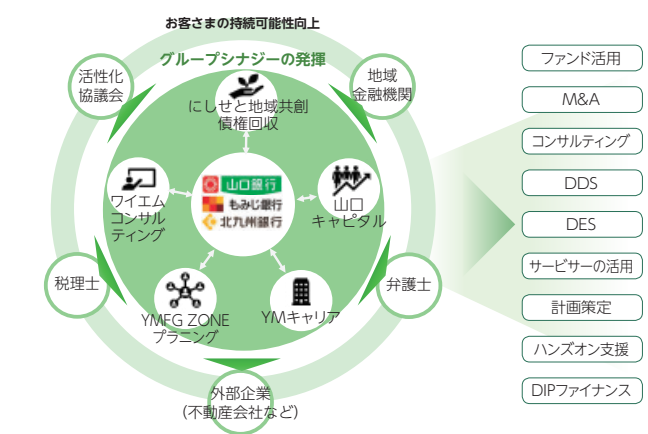 お客さまの持続可能性向上
グループシナジーの発揮
活性化
協議会
地域
金融機関
にしせと地域共創
債権回収
ワイエム
コンサル
ティング
山口銀行
もみじ銀行
北九州銀行
山口
キャピタル
税理士
弁護士
YMFG ZONE
プラニング
YMキャリア
外部企業
(不動産会社など)
ファンド活用
M&A
コンサルティング
DDS
DES
サービサーの活用
計画策定
ハンズオン支援
DIPファイナンス